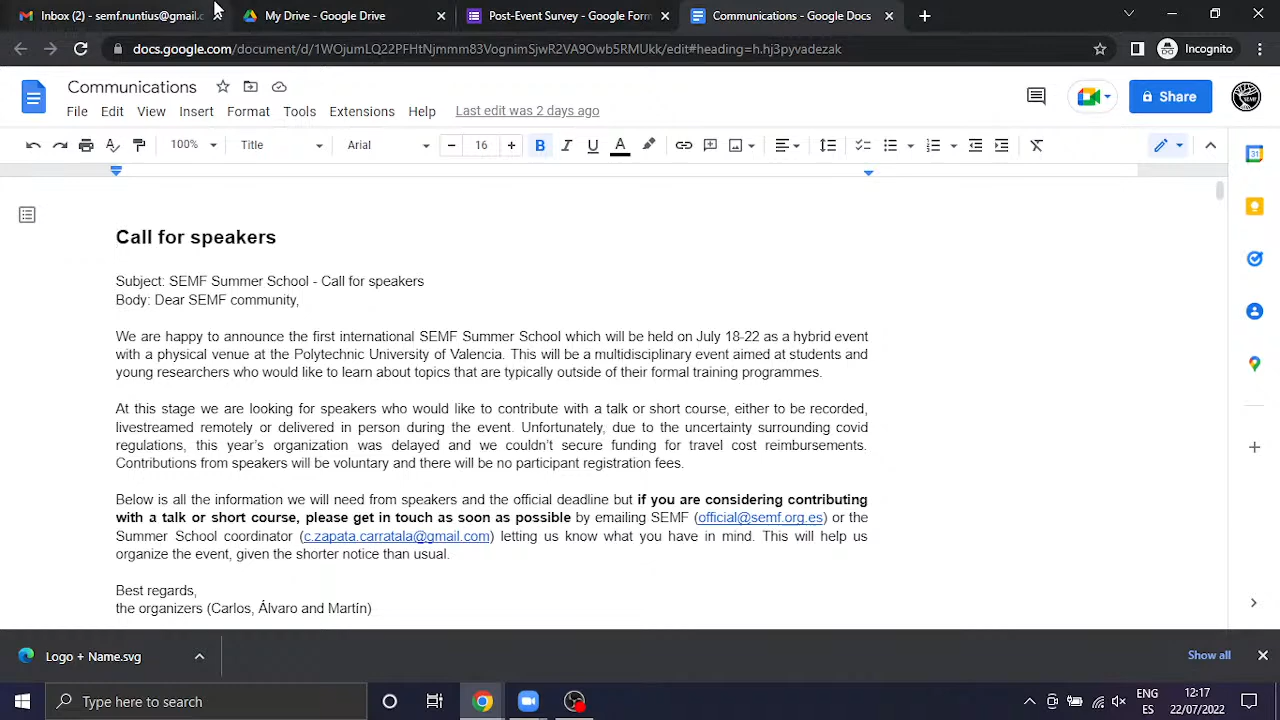 Inbox (2) - semf.nuntius@gmail.c
My Drive - Google Drive
Post-Event Survey - Google Form
Communications - Google Docs
docs.google.com/document/d/1WOjumLQ22PFHtNjmmm83VognimSjwR2VA9Owb5RMUkk/edit#heading=h.hj3pyvadezak
Incognito
Communications
File Edit View Insert Format Tools Extensions Help Last edit was 2 days ago
Share
100% Title Arial 16 B I U A
31
Call for speakers
Subject: SEMF Summer School - Call for speakers
Body: Dear SEMF community,
We are happy to announce the first international SEMF Summer School which will be held on July 18-22 as a hybrid event
with a physical venue at the Polytechnic University of Valencia. This will be a multidisciplinary event aimed at students and
young researchers who would like to learn about topics that are typically outside of their formal training programmes.
At this stage we are looking for speakers who would like to contribute with a talk or short course, either to be recorded,
livestreamed remotely or delivered in person during the event. Unfortunately, due to the uncertainty surrounding covid
regulations, this year's organization was delayed and we couldn't secure funding for travel cost reimbursements.
Contributions from speakers will be voluntary and there will be no participant registration fees.
Below is all the information we will need from speakers and the official deadline but if you are considering contributing
with a talk or short course, please get in touch as soon as possible by emailing SEMF (official@semf.org.es) or the
Summer School coordinator (c.zapata.carratala@gmail.com) letting us know what you have in mind. This will help us
organize the event, given the shorter notice than usual.
Best regards,
the organizers (Carlos, Álvaro and Martín)
Logo + Name.svg
Show all
Type here to search
ENG
ES
12:17
22/07/2022